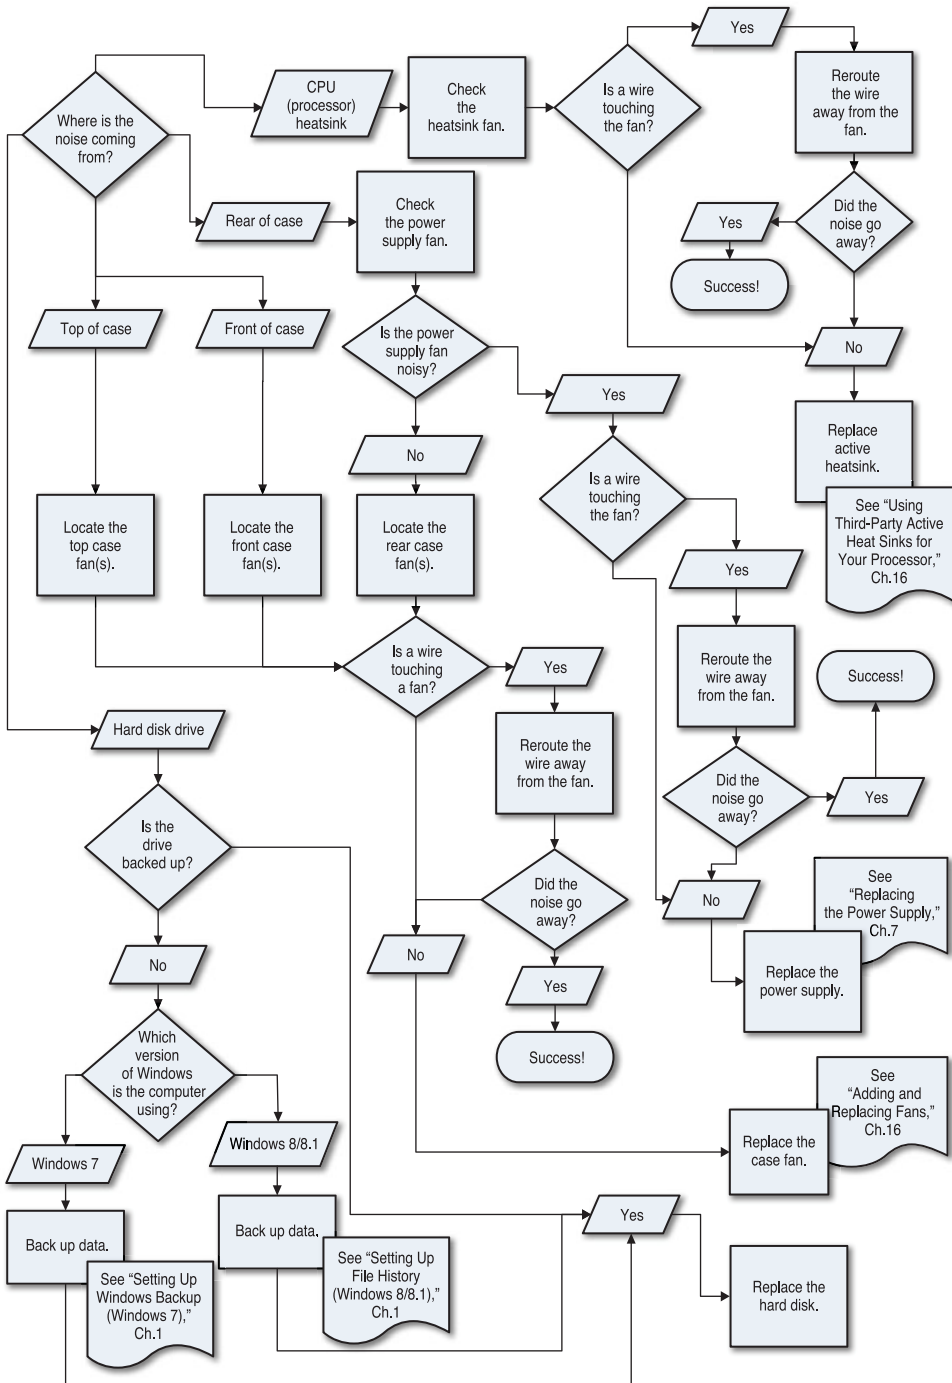 Yes
Where is the
noise coming
from?
CPU
(processor)
heatsink
Check
the
heatsink fan.
Is a wire
touching
the fan?
Reroute
the wire
away from the
fan.
Rear of case
Check
the power
supply fan.
Yes
Did the
noise go
away?
Success!
Top of case
Front of case
Is the power
supply fan
noisy?
No
Yes
Replace
active
heatsink.
No
Is a wire
touching
the fan?
See “Using
Third-Party Active
Heat Sinks for
Your Processor,”
Ch.16
Locate the
top case
fan(s).
Locate the
front case
fan(s).
Locate the
rear case
fan(s).
Yes
Is a wire
touching
a fan?
Yes
Reroute the
wire away
from the fan.
Success!
Hard disk drive
Reroute the
wire away
from the fan.
Did the
noise go
away?
Yes
Is the
drive
backed up?
Did the
noise go
away?
No
See
“Replacing
the Power Supply,”
Ch.7
No
No
Yes
Replace the
power supply.
Which
version
of Windows
is the computer
using?
Success!
See
“Adding and
Replacing Fans,”
Ch.16
Windows 7
Windows 8/8.1
Replace the
case fan.
Back up data.
Back up data.
Yes
See “Setting Up
Windows Backup
(Windows 7),”
Ch.1
See “Setting Up
File History
(Windows 8/8.1),”
Ch.1
Replace the
hard disk.